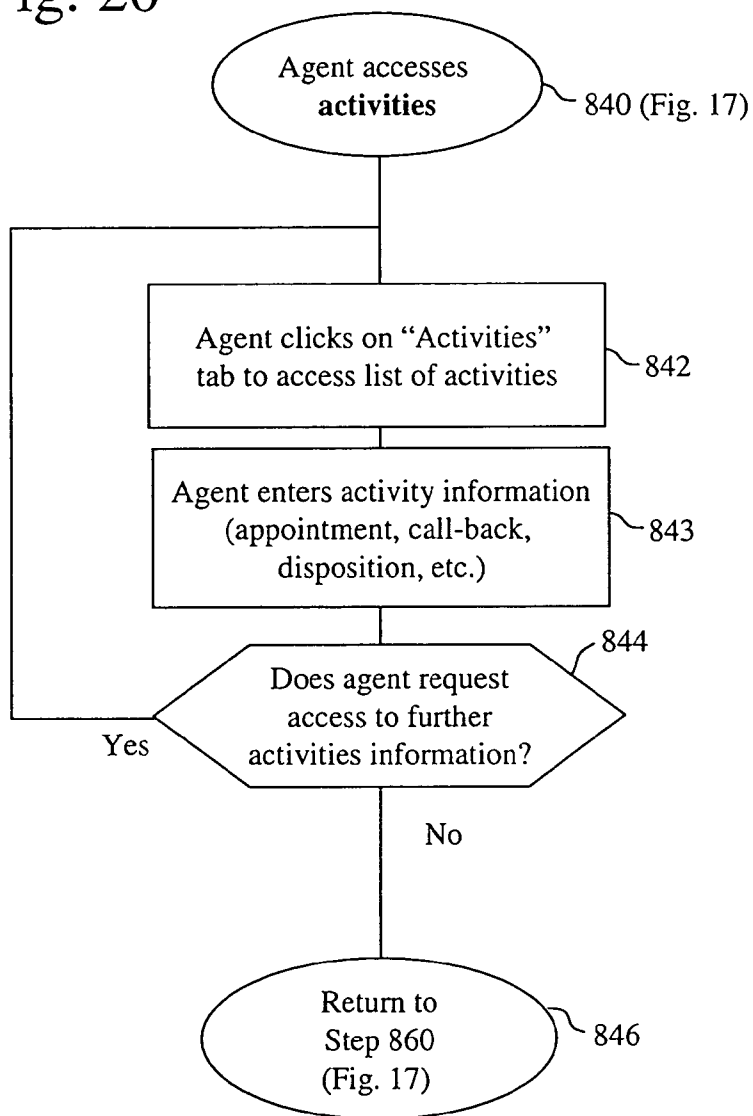 ig. 20
Agent accesses
activities
840 (Fig. 17)
Agent clicks on “Activities”
tab to access list of activities
842
Agent enters activity information
(appointment, call-back,
disposition, etc.)
843
844
Does agent request
access to further
activities information?
Yes
No
Return to
Step 860
(Fig. 17)
846